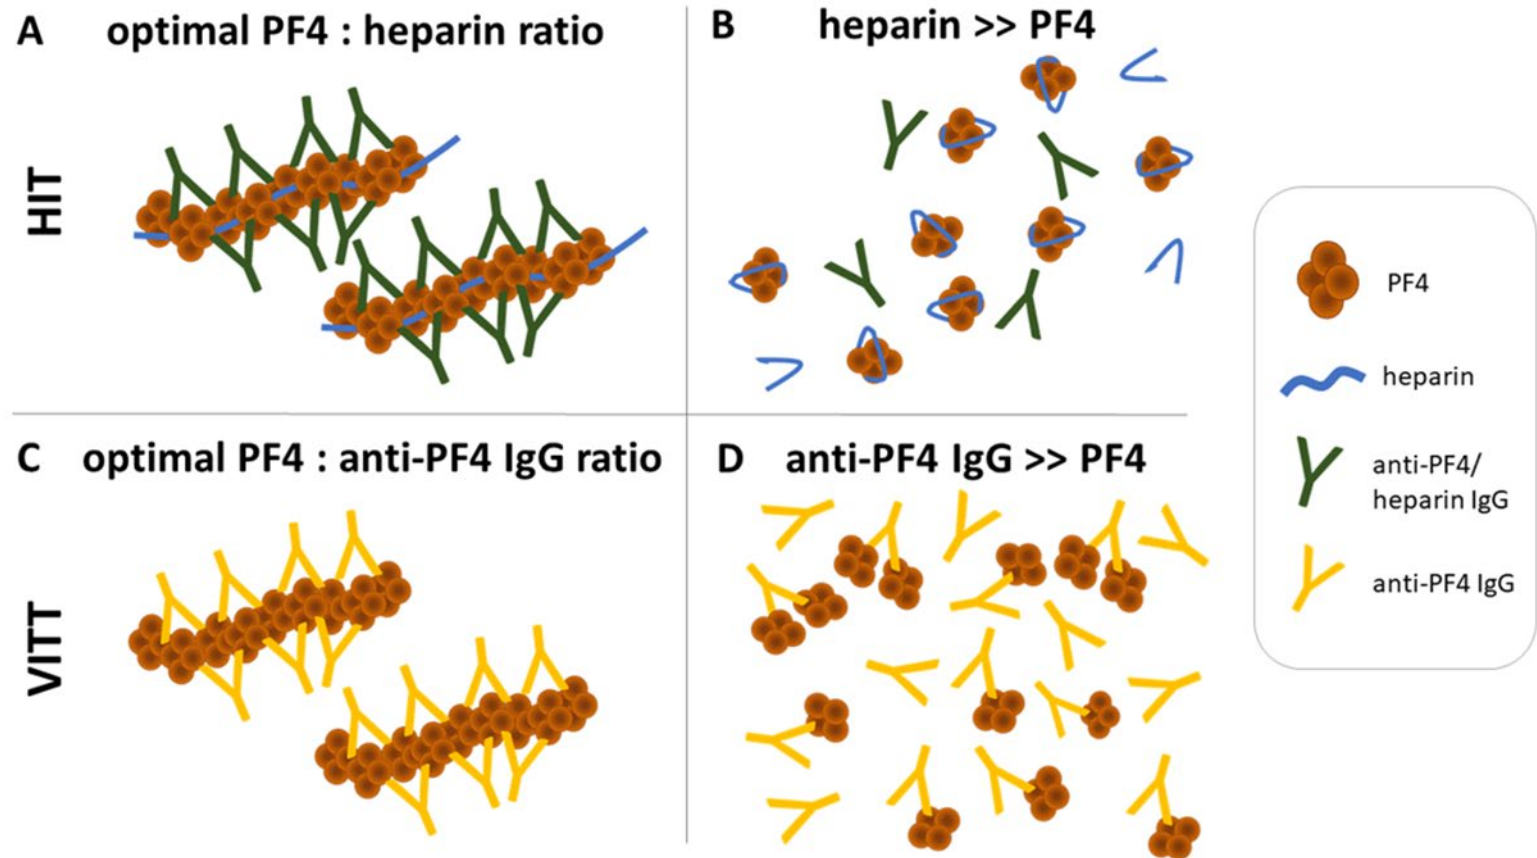 A optimal PF4 : heparin ratio
B heparin >> PF4
HIT
C optimal PF4 : anti-PF4 IgG ratio
D anti-PF4 IgG >> PF4
VITT
PF4
heparin
anti-PF4/
heparin IgG
anti-PF4 IgG